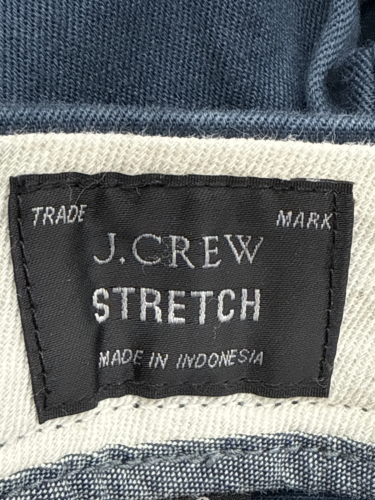 TRADE MARK
J.CREW
STRETCH
MADE IN INDONESIA